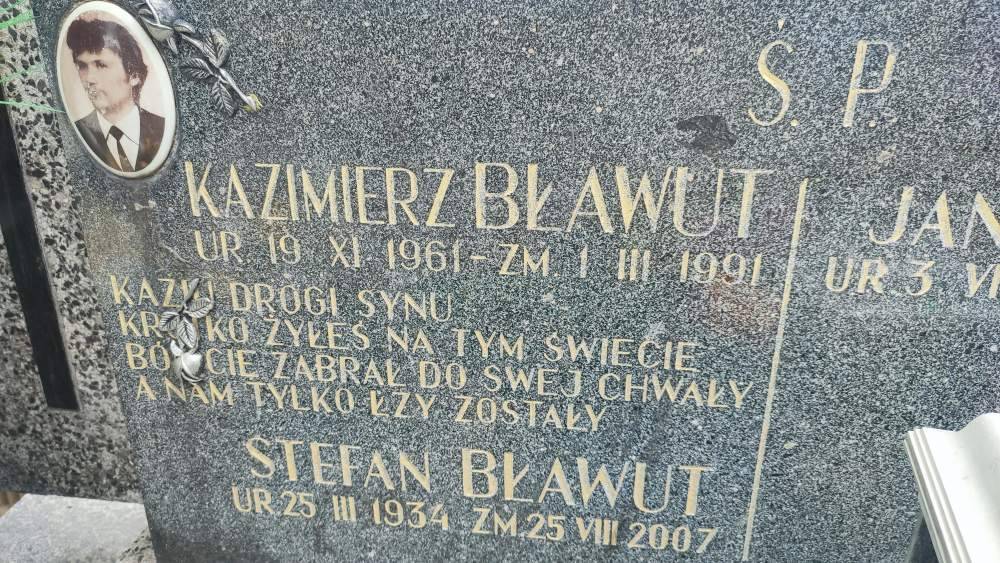 Ś. P.
KAZIMIERZ BŁAWUT
UR 19 XI 1961 - ZM. 1 III 1991
DROGI SYNU
ŻYŁEŚ NA TYM ŚWIECIE
ZABRAŁ DO SWEJ CHWAŁY
A NAM TYLKO ŁZY ZOSTAŁY
STEFAN BŁAWUT
UR 25 III 1934 ZM. 25 VIII 2007
JAN
UR 3